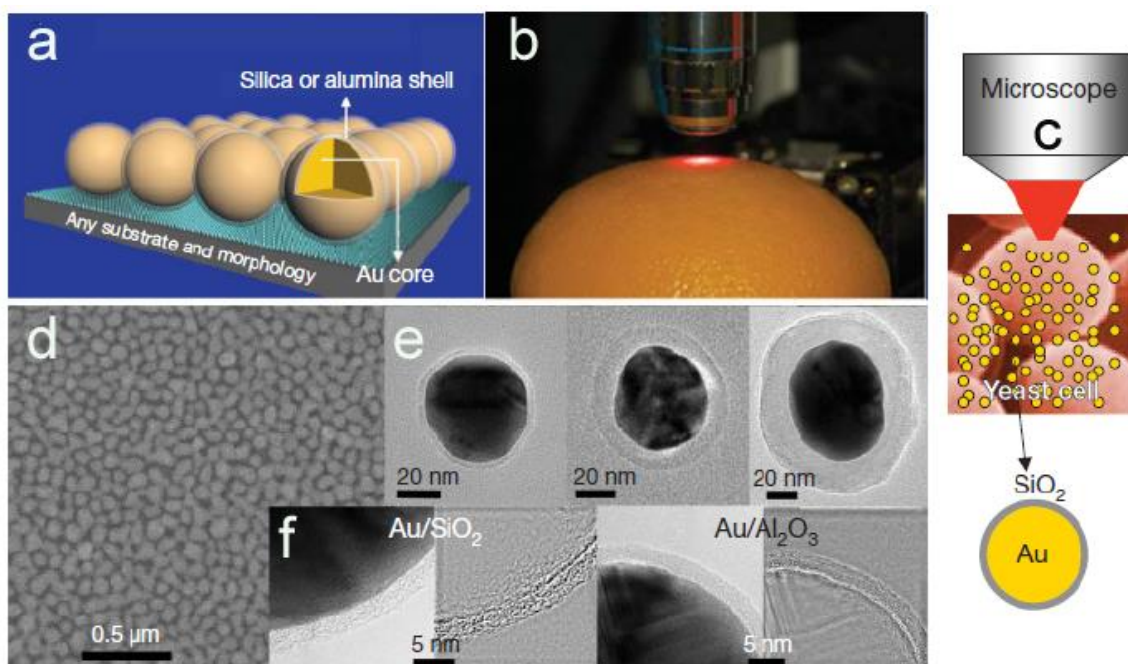 a
Silica or alumina shell
Any substrate and morphology
Au core
b
Microscope
C
Yeast cell
SiO₂
Au
d
0.5 µm
e
20 nm
20 nm
20 nm
f
Au/SiO₂
Au/Al₂O₃
5 nm
5 nm